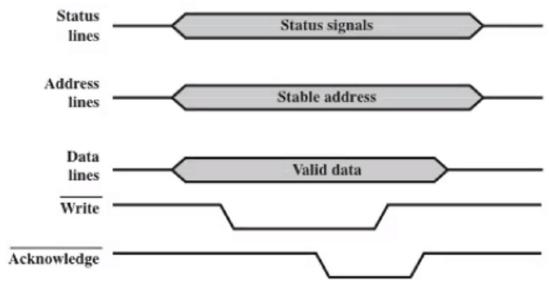 Status
lines
Status signals
Address
lines
Stable address
Data
lines
Valid data
Write
Acknowledge